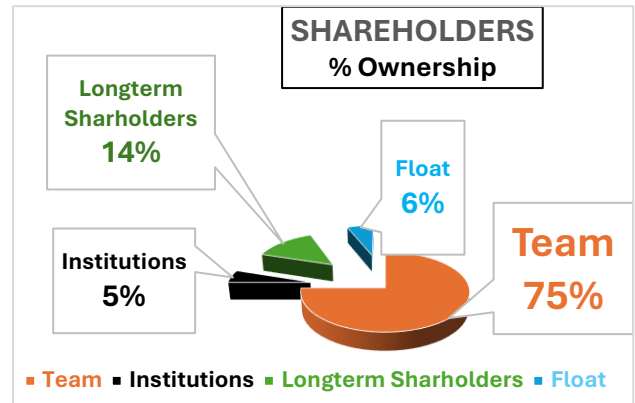 SHAREHOLDERS
% Ownership
Longterm
Sharholders
14%
Float
6%
Institutions
5%
Team
75%
Team Institutions Longterm Sharholders Float